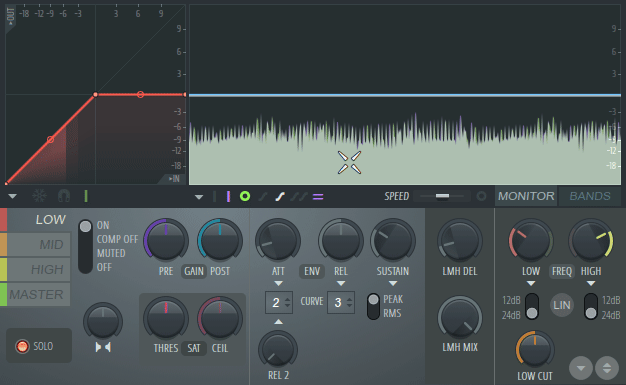 OUT
-18 -12 -9 -6 -3 3 6 9
9
6
3
-3
-6
-9
-12
-18
IN
9
6
3
-3
-6
-9
-12
-18
SPEED
MONITOR BANDS
LOW
MID
HIGH
MASTER
ON
COMP OFF
MUTED
OFF
PRE GAIN POST
ATT ENV REL SUSTAIN
LMH DEL
LOW FREQ HIGH
2 CURVE 3
PEAK
RMS
12dB
24dB
LIN
12dB
24dB
SOLO
THRES SAT CEIL
REL 2
LMH MIX
LOW CUT